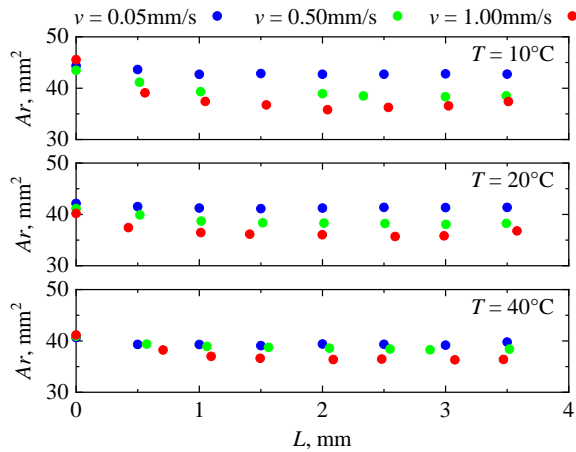 v = 0.05mm/s v = 0.50mm/s v = 1.00mm/s
50
T = 10°C
Ar, mm²
40
30
50
T = 20°C
Ar, mm²
40
30
50
T = 40°C
Ar, mm²
40
30
0 1 2 3 4
L, mm